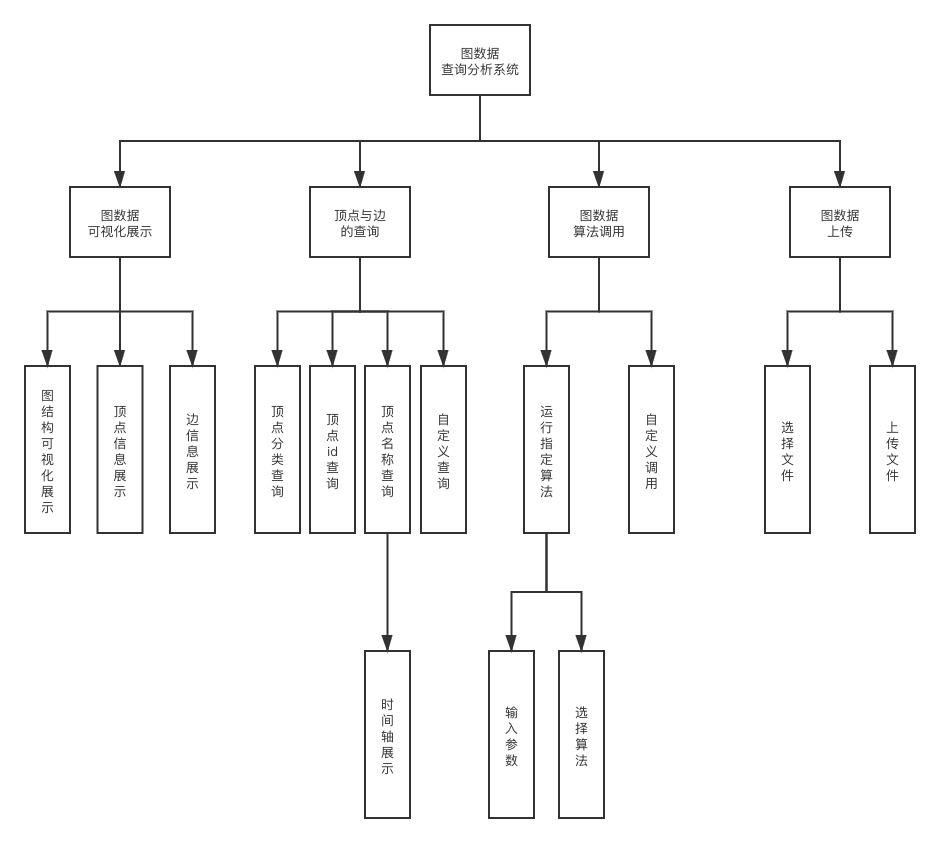 图数据
查询分析系统
图数据
可视化展示
顶点与边
的查询
图数据
算法调用
图数据
上传
图结构可视化展示
顶点信息展示
边信息展示
顶点分类查询
顶点id查询
顶点名称查询
自定义查询
运行指定算法
自定义调用
选择文件
上传文件
时间轴展示
输入参数
选择算法